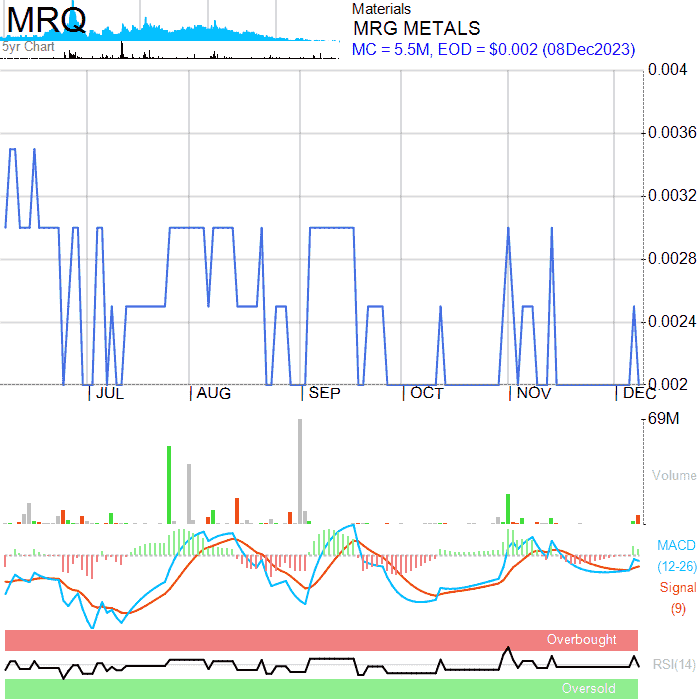 MRQ
5yr Chart
Materials
MRG METALS
MC = 5.5M, EOD = $0.002 (08Dec2023)
0.004
0.0036
0.0032
0.0028
0.0024
0.002
JUL AUG SEP OCT NOV DEC
69M
Volume
MACD
(12-26)
Signal
(9)
Overbought
RSI(14)
Oversold